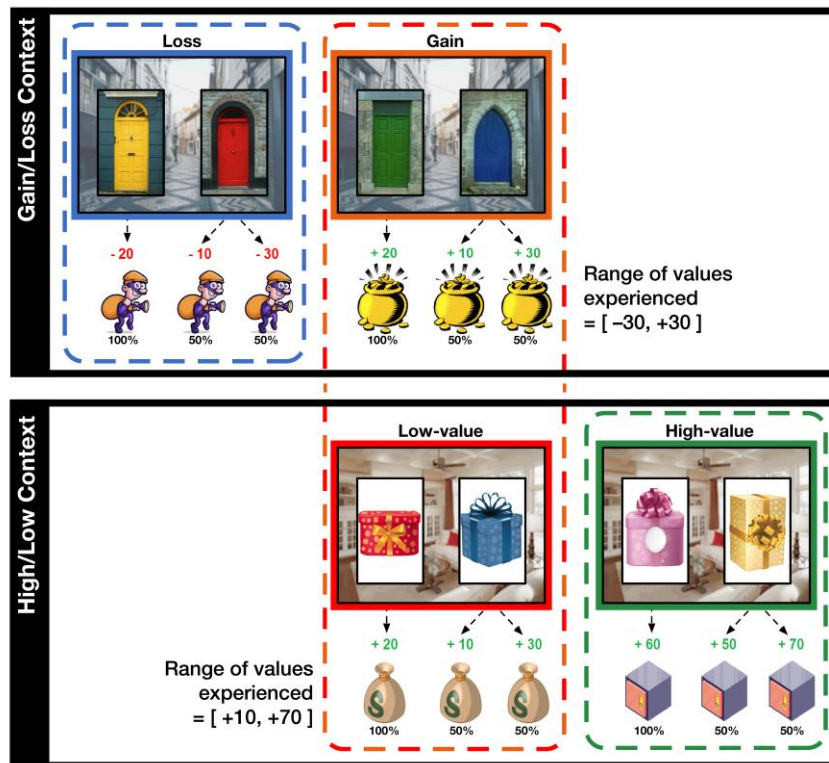 Gain/Loss Context
Loss
Gain
- 20
- 10
- 30
+ 20
+ 10
+ 30
100%
50%
50%
100%
50%
50%
Range of values
experienced
= [ –30, +30 ]
High/Low Context
Low-value
High-value
+ 20
+ 10
+ 30
+ 60
+ 50
+ 70
Range of values
experienced
= [ +10, +70 ]
S
S
S
100%
50%
50%
100%
50%
50%